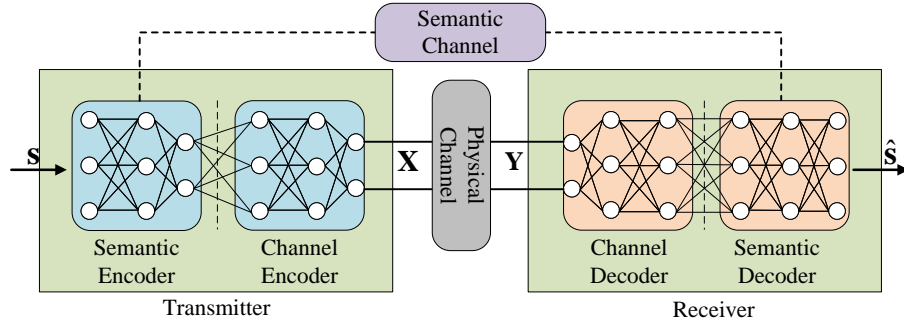 Semantic
Channel
s
X
Physical
Channel
Y
ŝ
Semantic
Encoder
Channel
Encoder
Channel
Decoder
Semantic
Decoder
Transmitter
Receiver